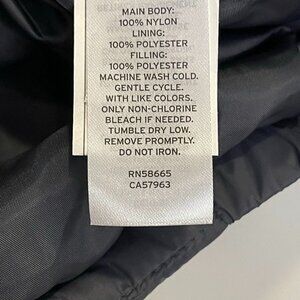 MAIN BODY:
100% NYLON
LINING:
100% POLYESTER
FILLING:
100% POLYESTER
MACHINE WASH COLD.
GENTLE CYCLE.
WITH LIKE COLORS.
ONLY NON-CHLORINE
BLEACH IF NEEDED.
TUMBLE DRY LOW.
REMOVE PROMPTLY.
DO NOT IRON.
RN58665
CA57963